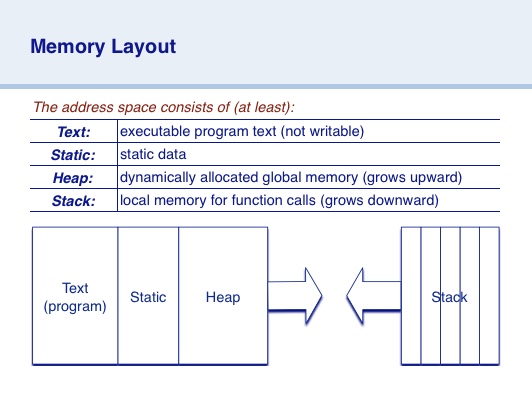 Memory Layout
The address space consists of (at least):
Text: executable program text (not writable)
Static: static data
Heap: dynamically allocated global memory (grows upward)
Stack: local memory for function calls (grows downward)
Text
(program)
Static
Heap
Stack